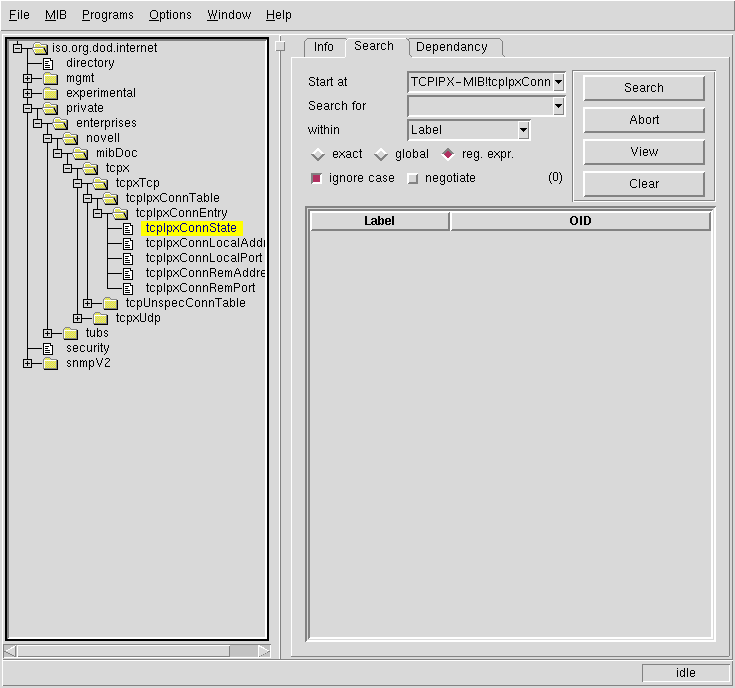 File MIB Programs Options Window Help
iso.org.dod.internet
directory
mgmt
experimental
private
enterprises
novell
mibDoc
tcpx
tcpxTcp
tcpIpxConnTable
tcpIpxConnEntry
tcpIpxConnState
tcpIpxConnLocalAddr
tcpIpxConnLocalPort
tcpIpxConnRemAddre
tcpIpxConnRemPort
tcpUnspecConnTable
tcpxUdp
tubs
security
snmpV2
Info Search Dependancy
Start at TCPIPX-MIB!tcpIpxConn
Search for
within Label
exact global reg. expr.
ignore case negotiate (0)
Search
Abort
View
Clear
Label OID
idle